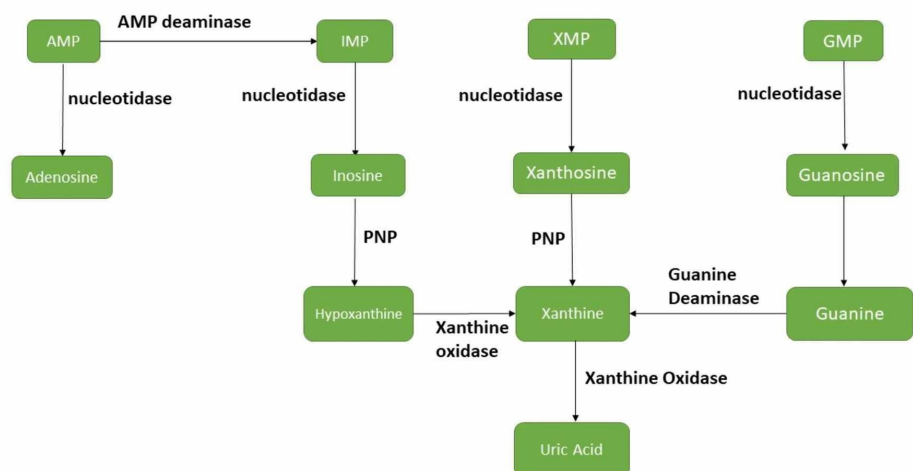 AMP deaminase
AMP
IMP
XMP
GMP
nucleotidase
nucleotidase
nucleotidase
nucleotidase
Adenosine
Inosine
Xanthosine
Guanosine
PNP
PNP
Guanine
Deaminase
Hypoxanthine
Xanthine
Guanine
Xanthine
oxidase
Xanthine Oxidase
Uric Acid